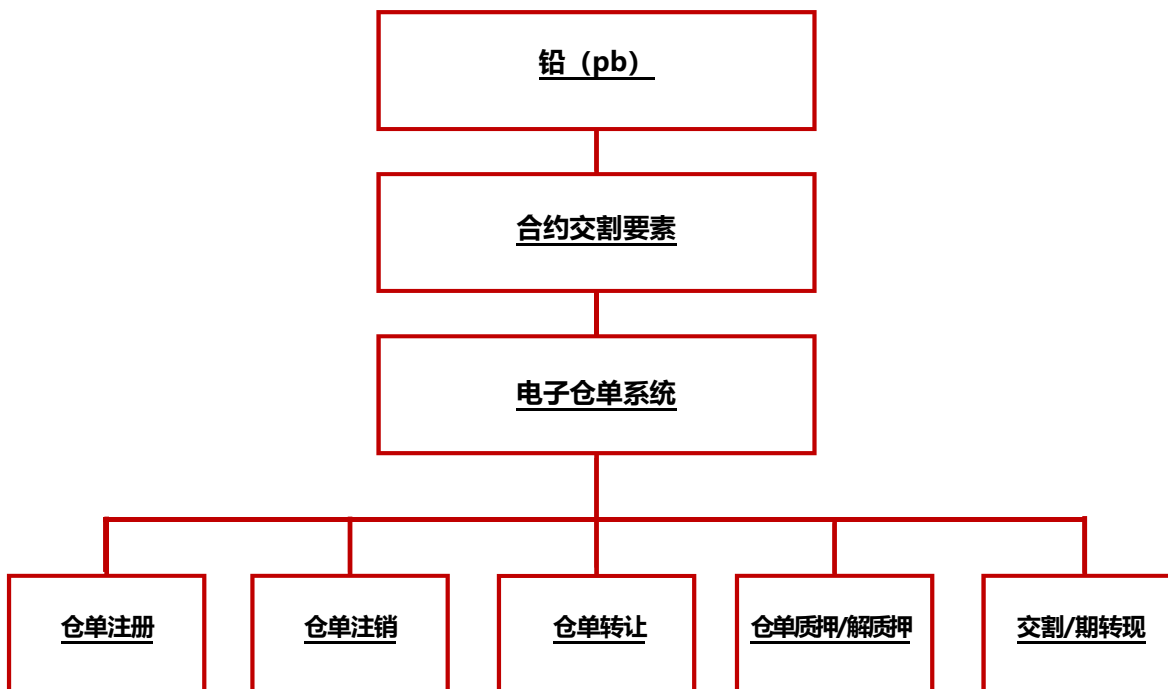 铅（pb）
合约交割要素
电子仓单系统
仓单注册
仓单注销
仓单转让
仓单质押/解质押
交割/期转现